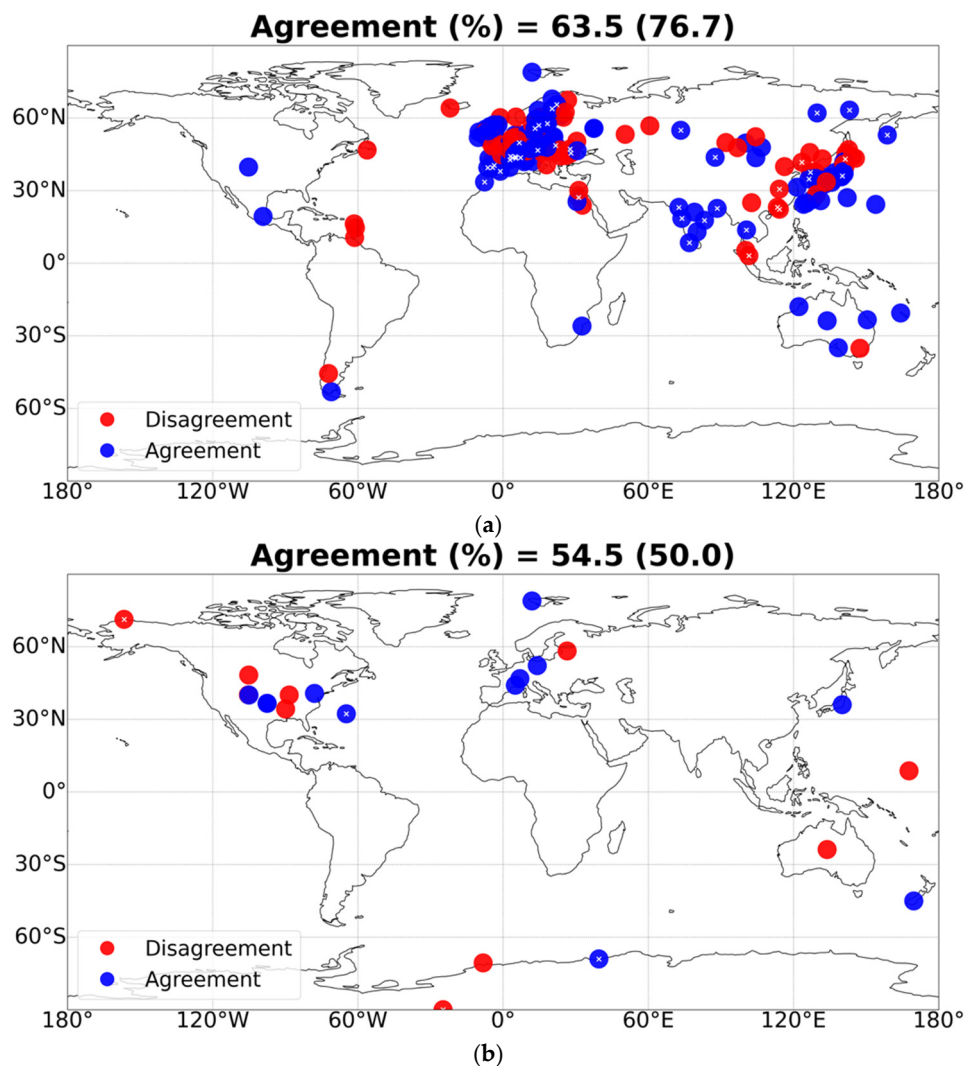 Agreement (%) = 63.5 (76.7)
60°N
30°N
0°
30°S
60°S
Disagreement
Agreement
180° 120°W 60°W 0° 60°E 120°E 180°
(a)
Agreement (%) = 54.5 (50.0)
60°N
30°N
0°
30°S
60°S
Disagreement
Agreement
180° 120°W 60°W 0° 60°E 120°E 180°
(b)